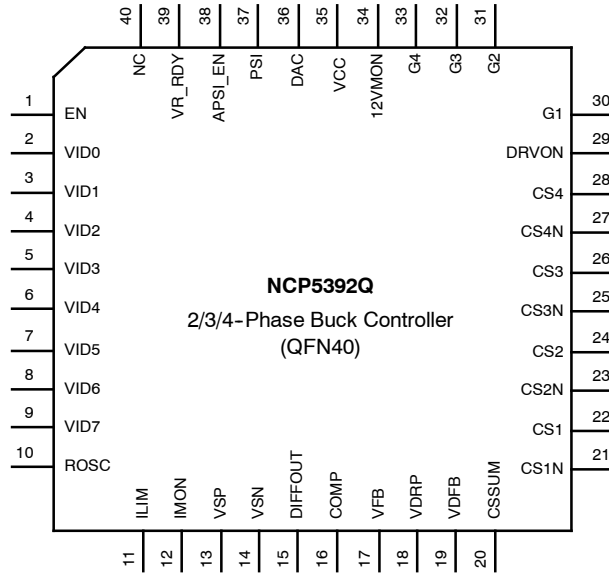 40 39 38 37 36 35 34 33 32 31
NC VR_RDY APSI_EN PSI DAC VCC 12VMON G4 G3 G2
1 EN
2 VID0
3 VID1
4 VID2
5 VID3
6 VID4
7 VID5
8 VID6
9 VID7
10 ROSC
NCP5392Q
2/3/4-Phase Buck Controller
(QFN40)
G1 30
DRVON 29
CS4 28
CS4N 27
CS3 26
CS3N 25
CS2 24
CS2N 23
CS1 22
CS1N 21
ILIM IMON VSP VSN DIFFOUT COMP VFB VDRP VDFB CSSUM
11 12 13 14 15 16 17 18 19 20